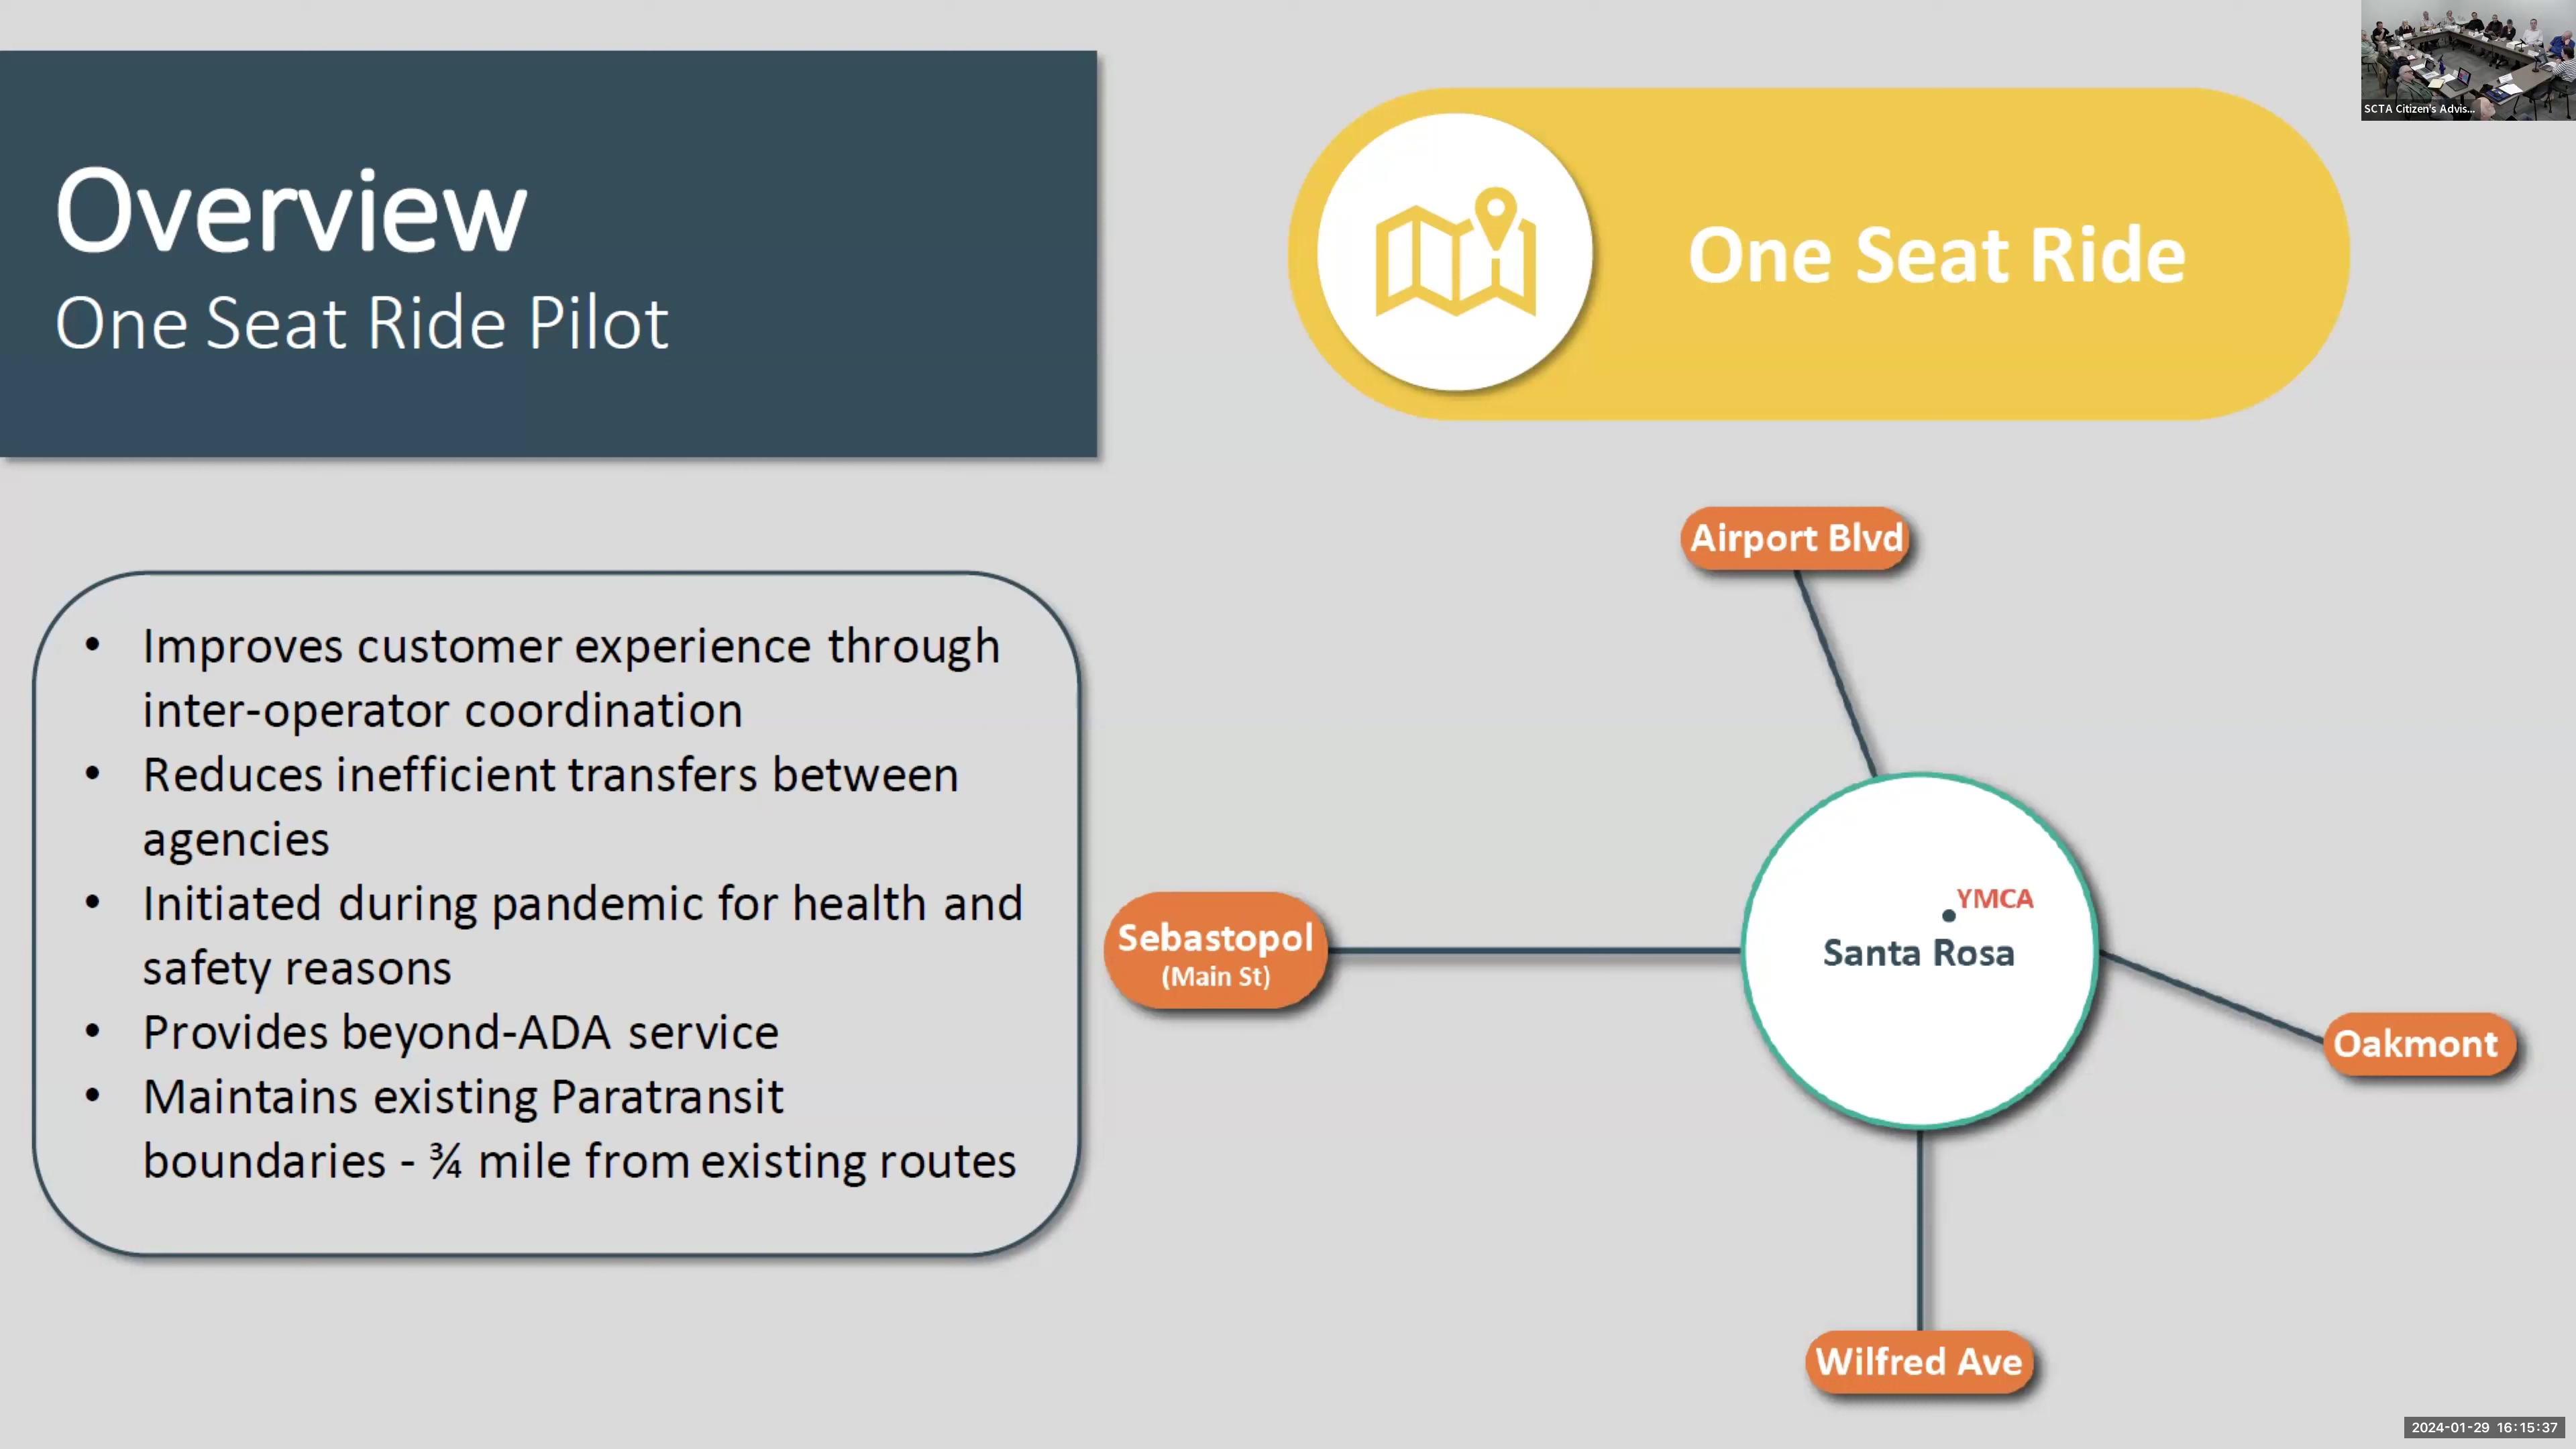 SCTA Citizen's Advis...
Overview
One Seat Ride Pilot
One Seat Ride
• Improves customer experience through
inter-operator coordination
• Reduces inefficient transfers between
agencies
• Initiated during pandemic for health and
safety reasons
• Provides beyond-ADA service
• Maintains existing Paratransit
boundaries - ¾ mile from existing routes
Airport Blvd
Sebastopol
(Main St)
YMCA
Santa Rosa
Oakmont
Wilfred Ave
2024-01-29 16:15:37